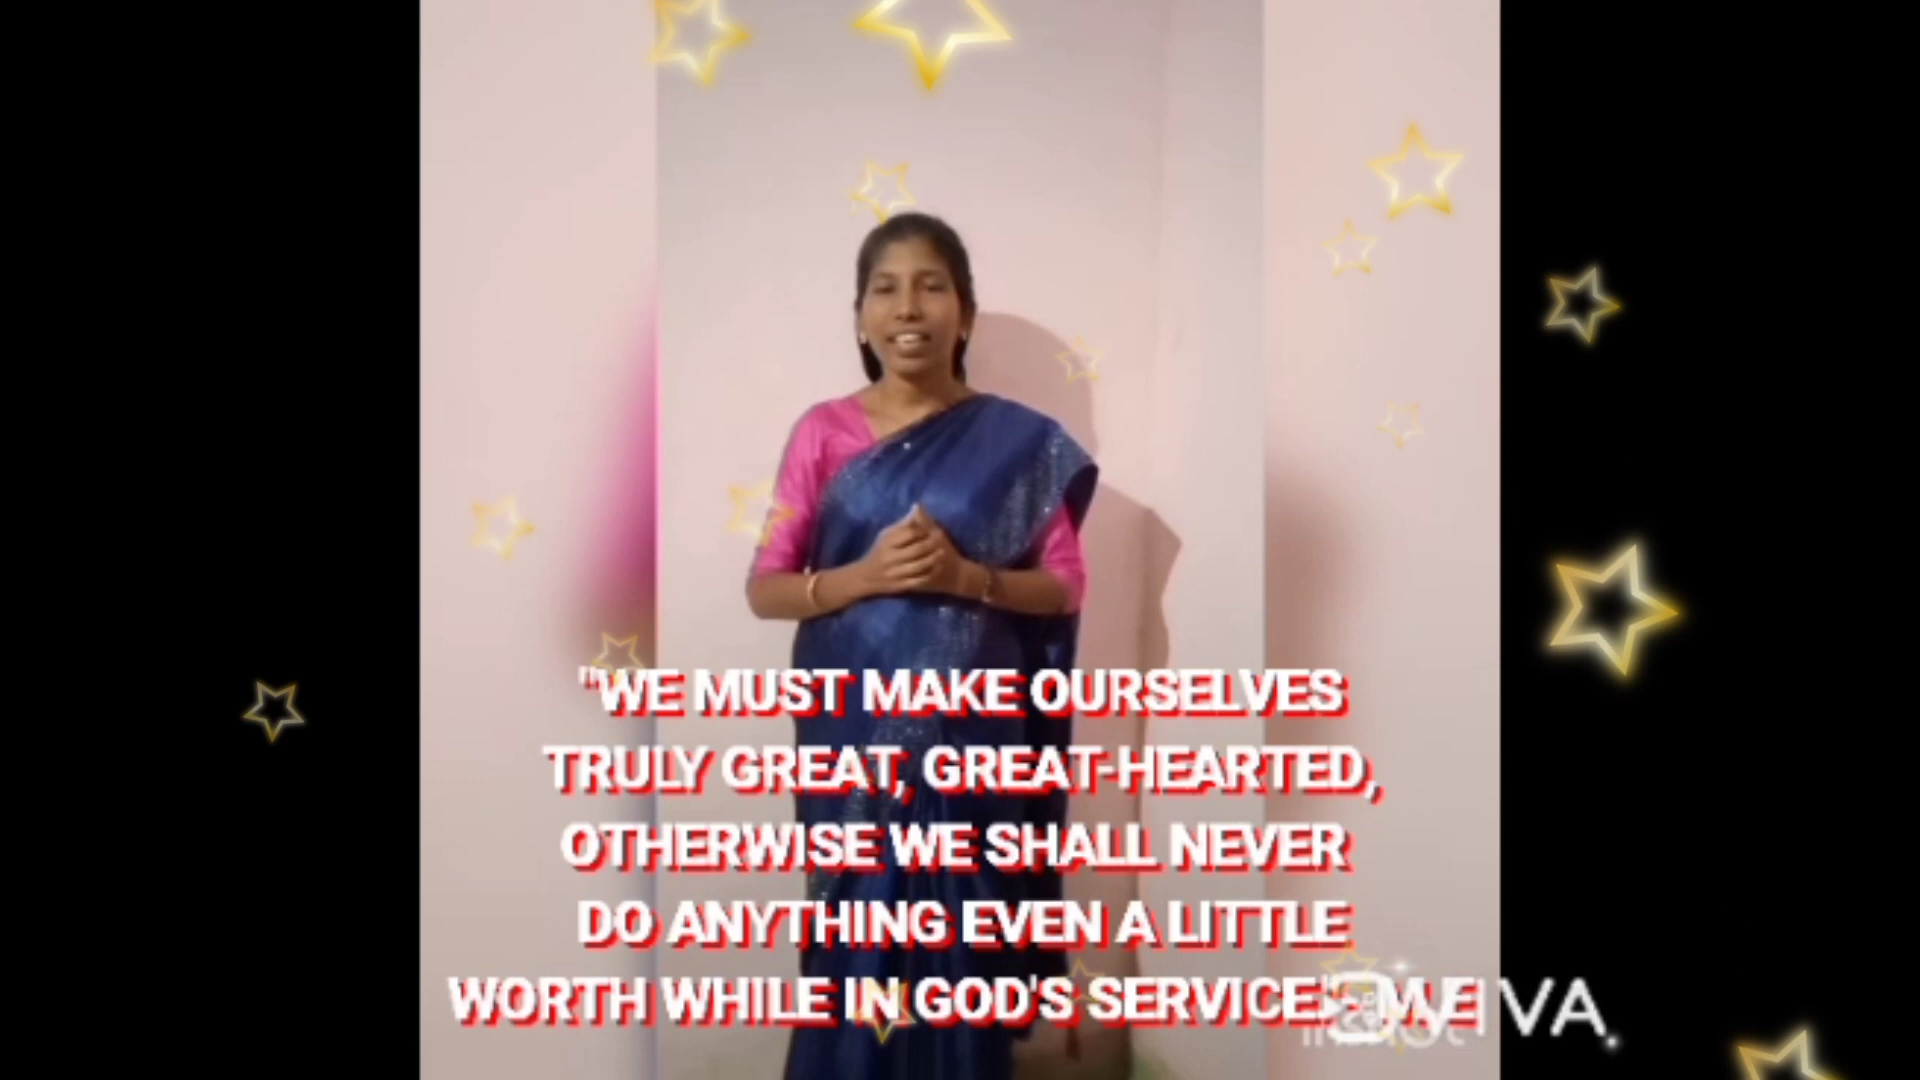 "WE MUST MAKE OURSELVES
TRULY GREAT, GREAT-HEARTED,
OTHERWISE WE SHALL NEVER
DO ANYTHING EVEN A LITTLE
WORTH WHILE IN GOD'S SERVICE."